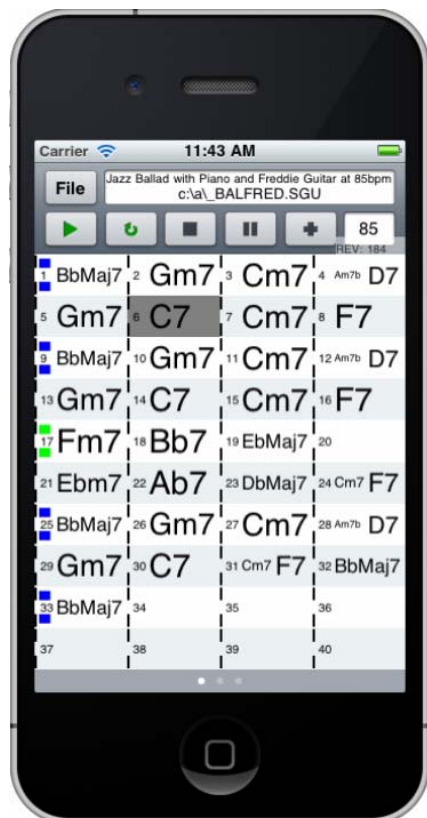 Carrier 11:43 AM
File Jazz Ballad with Piano and Freddie Guitar at 85bpm
c:\a\_BALFRED.SGU
85
REV: 184
1 BbMaj7 2 Gm7 3 Cm7 4 Am7b D7
5 Gm7 6 C7 7 Cm7 8 F7
9 BbMaj7 10 Gm7 11 Cm7 12 Am7b D7
13 Gm7 14 C7 15 Cm7 16 F7
17 Fm7 18 Bb7 19 EbMaj7 20
21 Ebm7 22 Ab7 23 DbMaj7 24 Cm7 F7
25 BbMaj7 26 Gm7 27 Cm7 28 Am7b D7
29 Gm7 30 C7 31 Cm7 F7 32 BbMaj7
33 BbMaj7 34 35 36
37 38 39 40